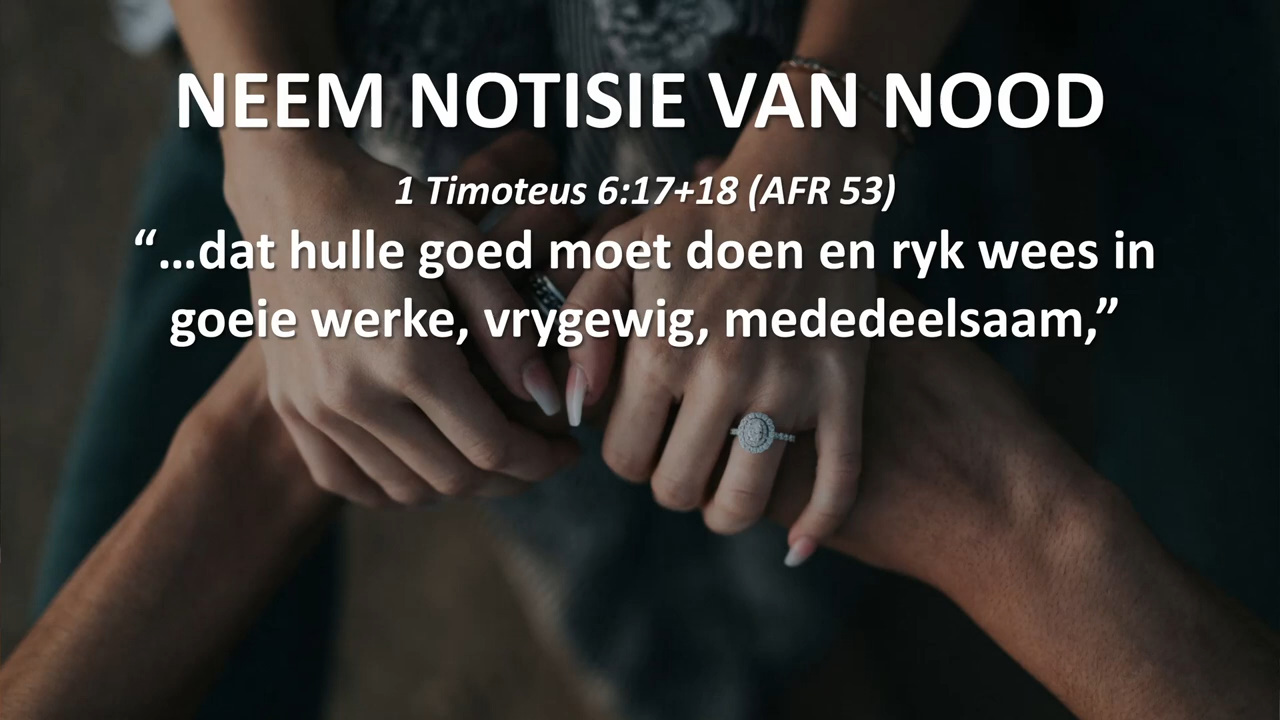 NEEM NOTISIE VAN NOOD
1 Timoteus 6:17+18 (AFR 53)
“...dat hulle goed moet doen en ryk wees in
goeie werke, vrygewig, mededeelsaam,”